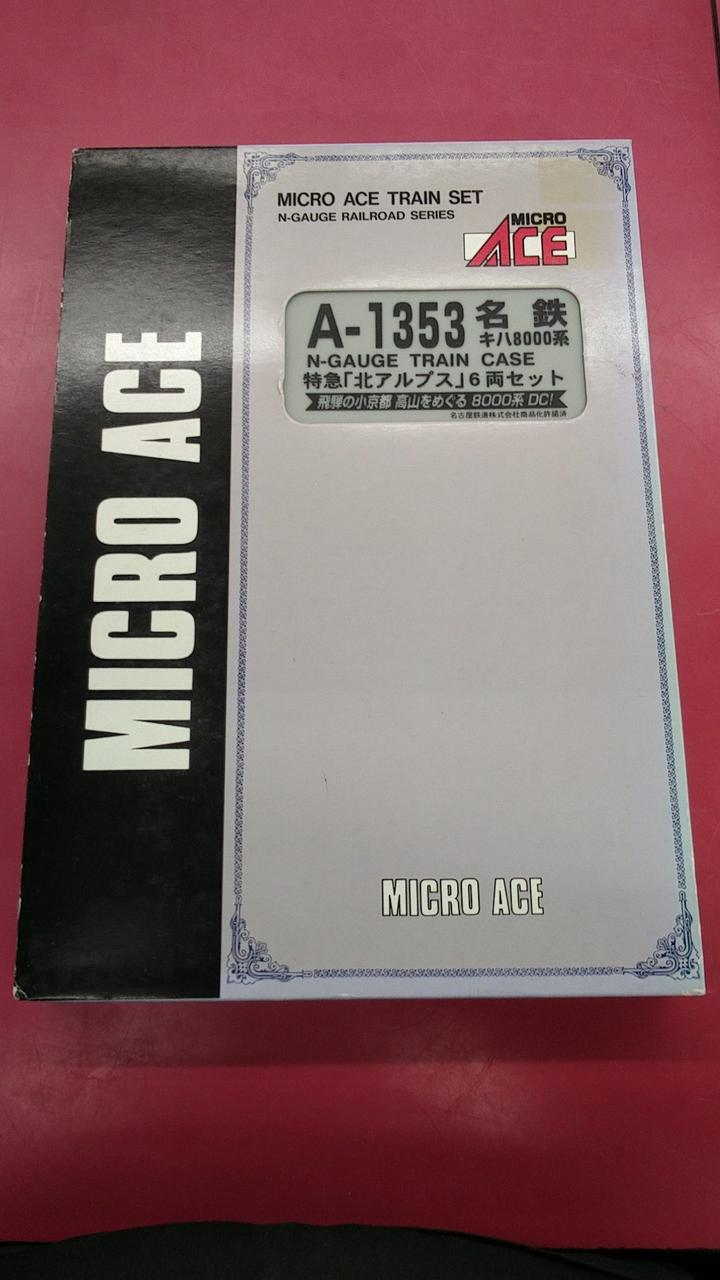 MICRO ACE
MICRO ACE TRAIN SET
N-GAUGE RAILROAD SERIES
MICRO
ACE
A-1353 名鉄
キハ8000系
N-GAUGE TRAIN CASE
特急「北アルプス」6両セット
飛騨の小京都 高山をめぐる 8000系 DC!
名古屋鉄道株式会社商品化許諾済
MICRO ACE